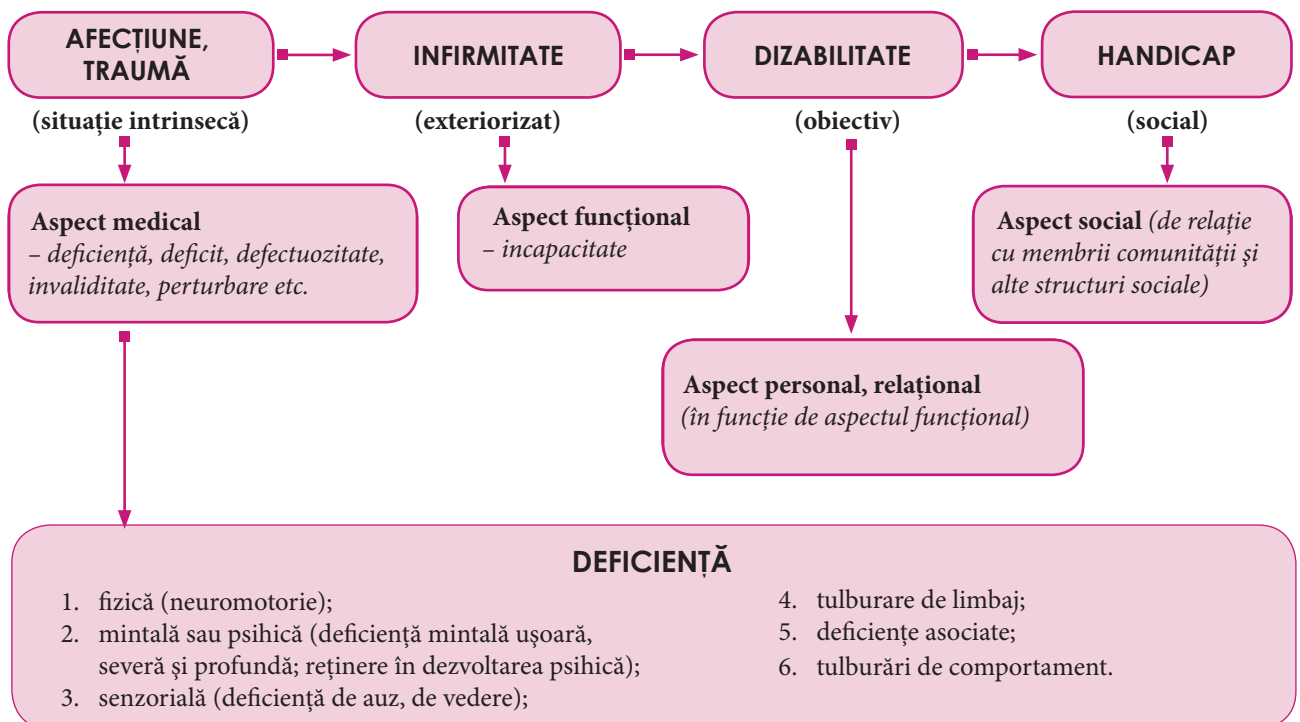 AFECȚIUNE,
TRAUMĂ
INFIRMITATE
DIZABILITATE
HANDICAP
(situație intrinsecă)
(exteriorizat)
(obiectiv)
(social)
Aspect medical
– deficiență, deficit, defectuozitate,
invaliditate, perturbare etc.
Aspect funcțional
– incapacitate
Aspect social (de relație
cu membrii comunității şi
alte structuri sociale)
Aspect personal, relațional
(în funcție de aspectul funcțional)
DEFICIENȚĂ
1. fizică (neuromotorie);
2. mintală sau psihică (deficiență mintală uşoară,
severă şi profundă; reținere în dezvoltarea psihică);
3. senzorială (deficiență de auz, de vedere);
4. tulburare de limbaj;
5. deficiențe asociate;
6. tulburări de comportament.